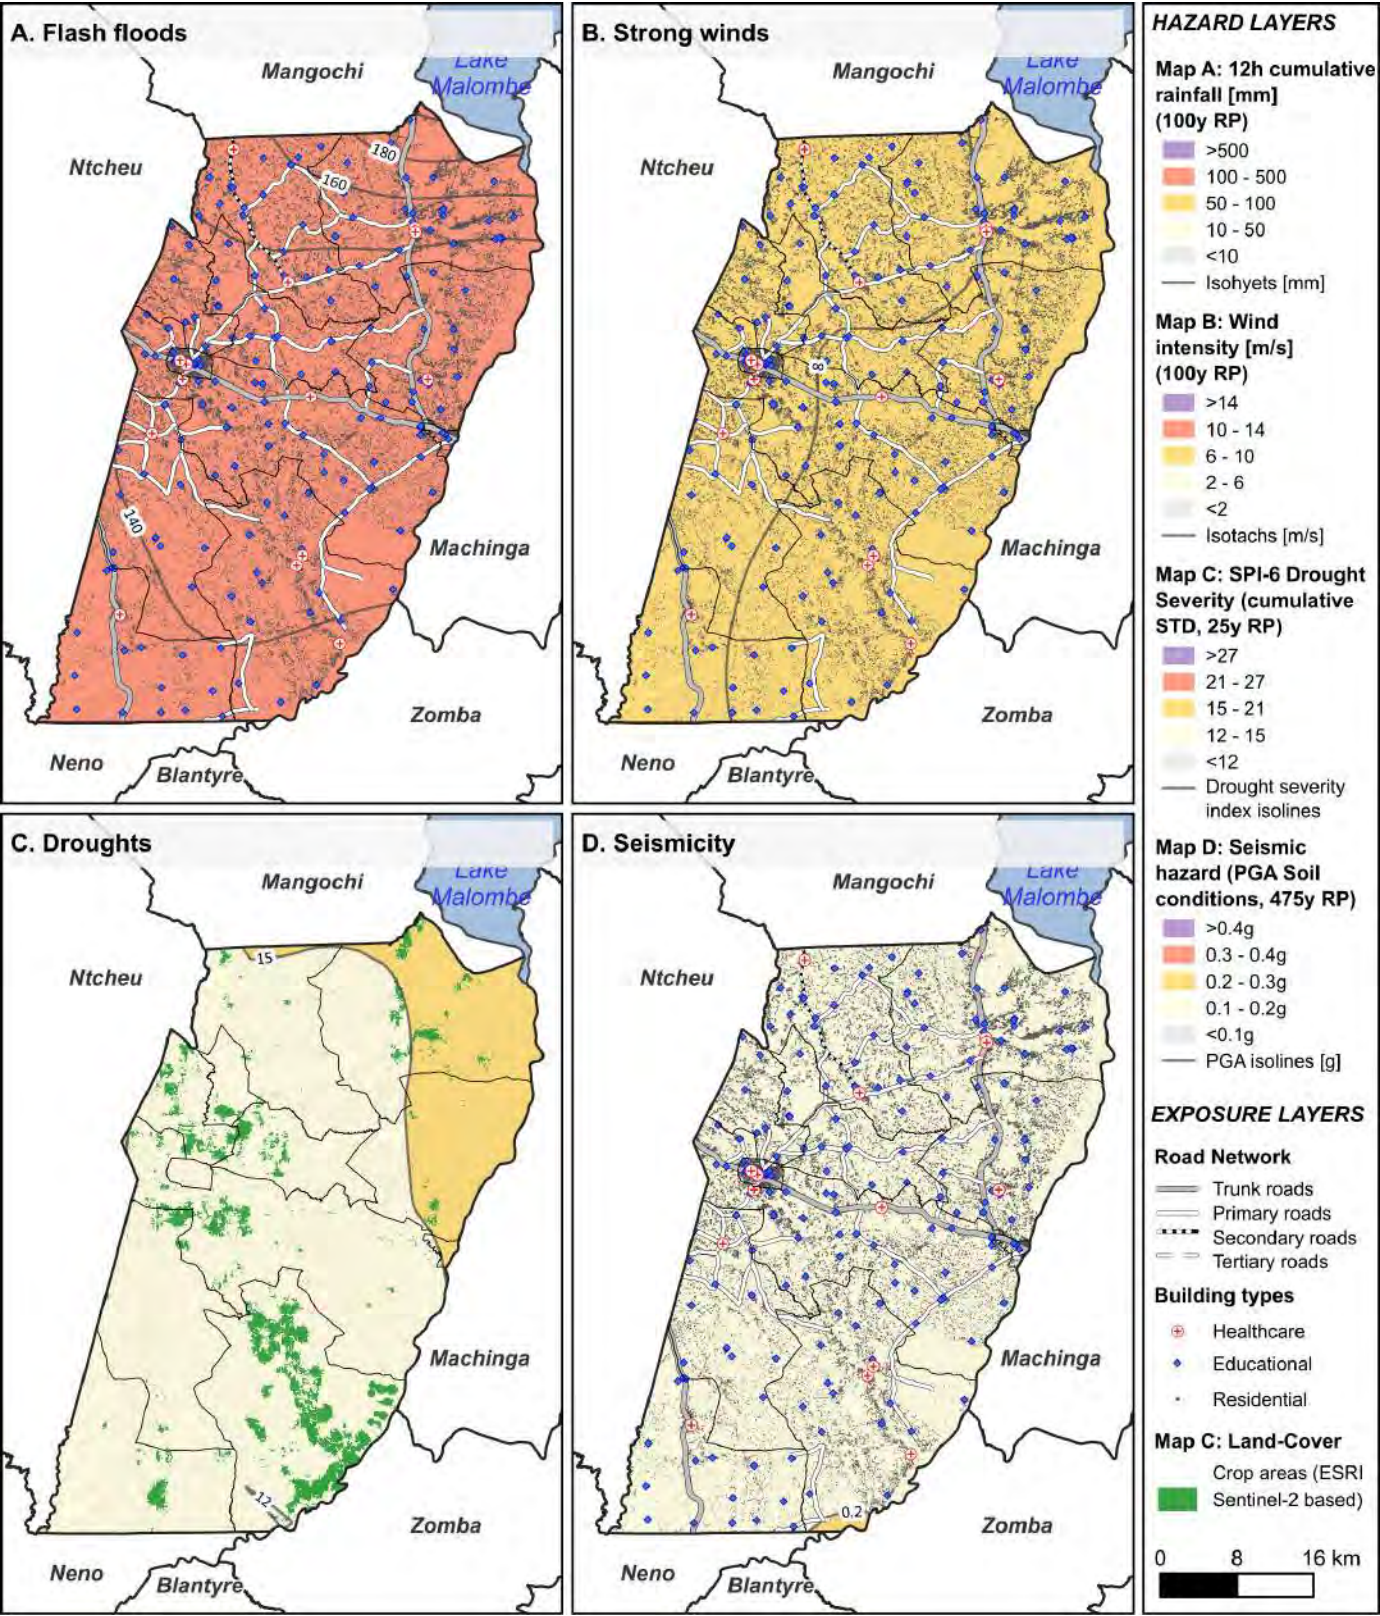 A. Flash floods
Lake
Malombe
Mangochi
Ntcheu
180
160
140
Machinga
Zomba
Neno
Blantyre
B. Strong winds
Lake
Malombe
Mangochi
Ntcheu
8
Machinga
Zomba
Neno
Blantyre
C. Droughts
Lake
Malombe
Mangochi
Ntcheu
15
Machinga
12
Zomba
Neno
Blantyre
D. Seismicity
Lake
Malombe
Mangochi
Ntcheu
Machinga
0.2
Zomba
Neno
Blantyre
HAZARD LAYERS
Map A: 12h cumulative
rainfall [mm]
(100y RP)
>500
100 - 500
50 - 100
10 - 50
<10
Isohyets [mm]
Map B: Wind
intensity [m/s]
(100y RP)
>14
10 - 14
6 - 10
2 - 6
<2
Isotachs [m/s]
Map C: SPI-6 Drought
Severity (cumulative
STD, 25y RP)
>27
21 - 27
15 - 21
12 - 15
<12
Drought severity
index isolines
Map D: Seismic
hazard (PGA Soil
conditions, 475y RP)
>0.4g
0.3 - 0.4g
0.2 - 0.3g
0.1 - 0.2g
<0.1g
PGA isolines [g]
EXPOSURE LAYERS
Road Network
Trunk roads
Primary roads
Secondary roads
Tertiary roads
Building types
Healthcare
Educational
Residential
Map C: Land-Cover
Crop areas (ESRI
Sentinel-2 based)
0 8 16 km